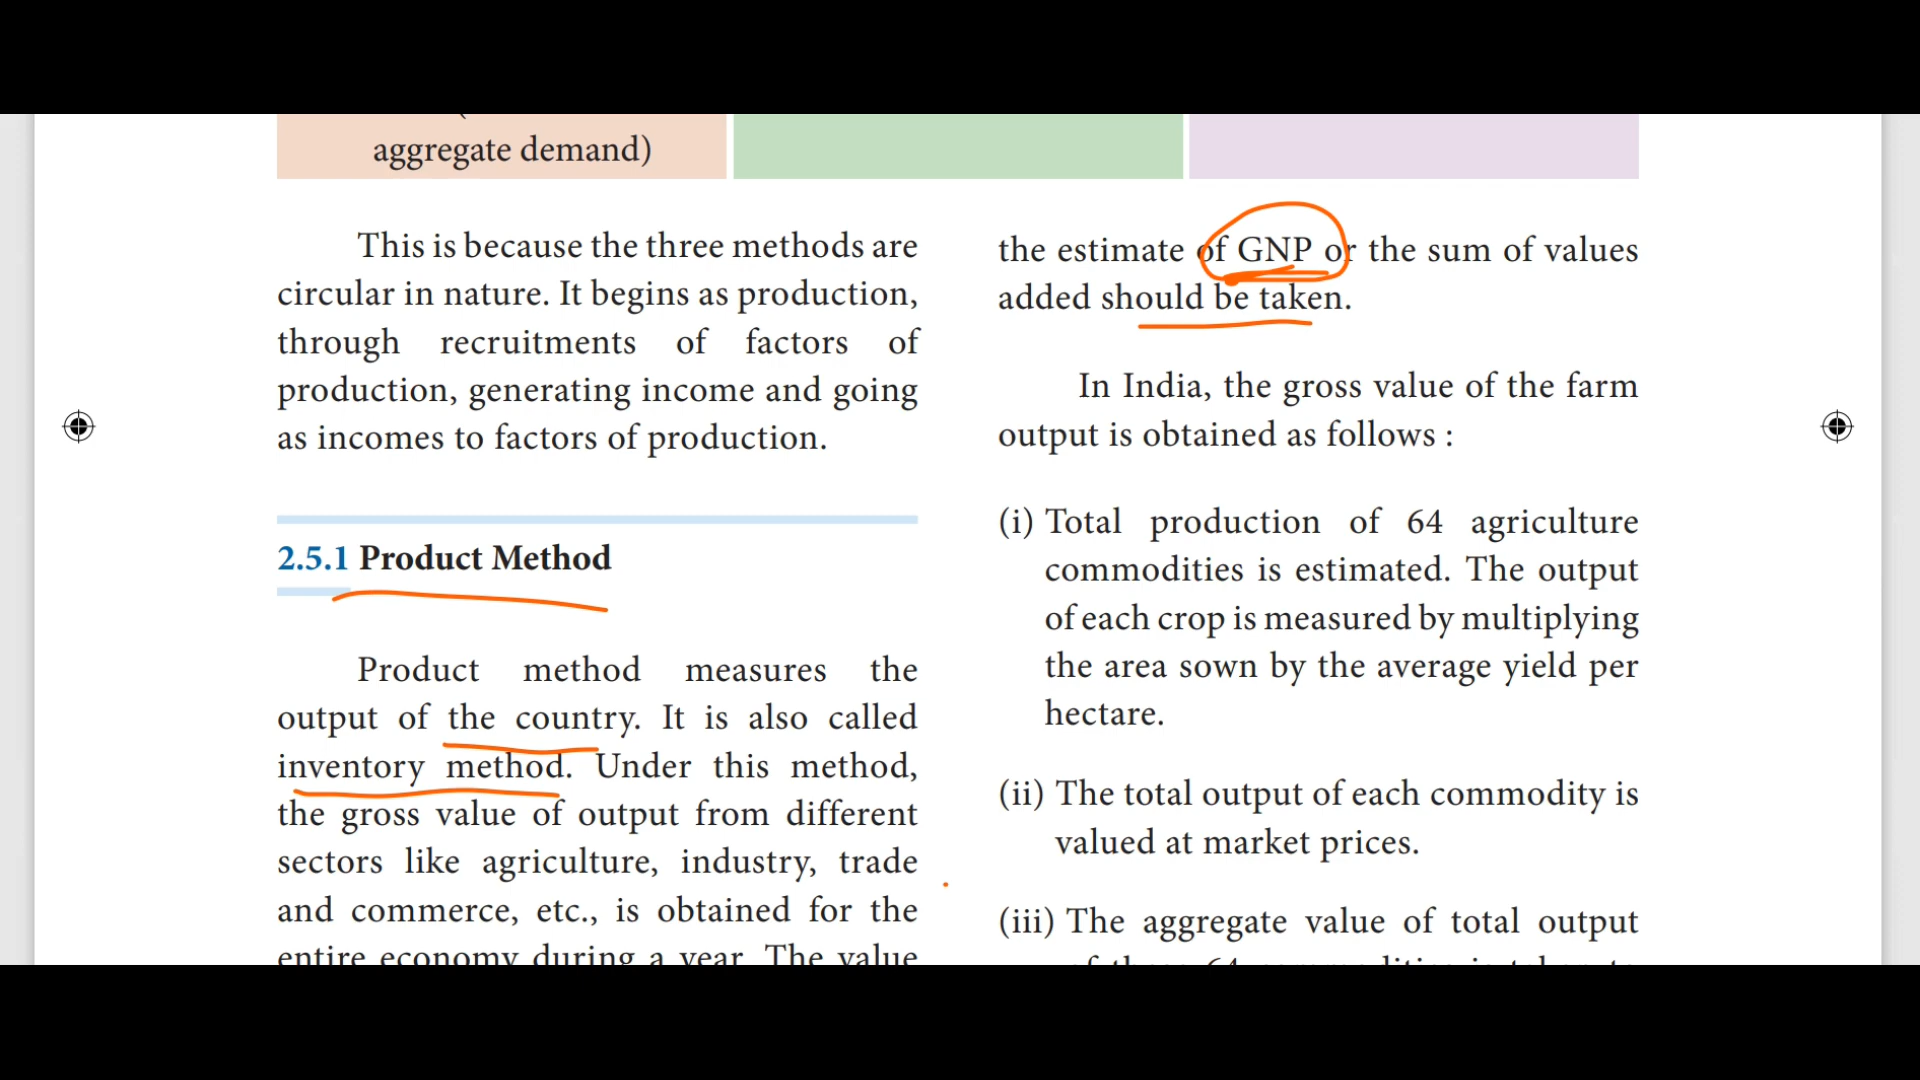 aggregate demand)
This is because the three methods are
circular in nature. It begins as production,
through recruitments of factors of
production, generating income and going
as incomes to factors of production.
2.5.1 Product Method
Product method measures the
output of the country. It is also called
inventory method. Under this method,
the gross value of output from different
sectors like agriculture, industry, trade
and commerce, etc., is obtained for the
entire economy during a year. The value
the estimate of GNP or the sum of values
added should be taken.
In India, the gross value of the farm
output is obtained as follows :
(i) Total production of 64 agriculture
commodities is estimated. The output
of each crop is measured by multiplying
the area sown by the average yield per
hectare.
(ii) The total output of each commodity is
valued at market prices.
(iii) The aggregate value of total output